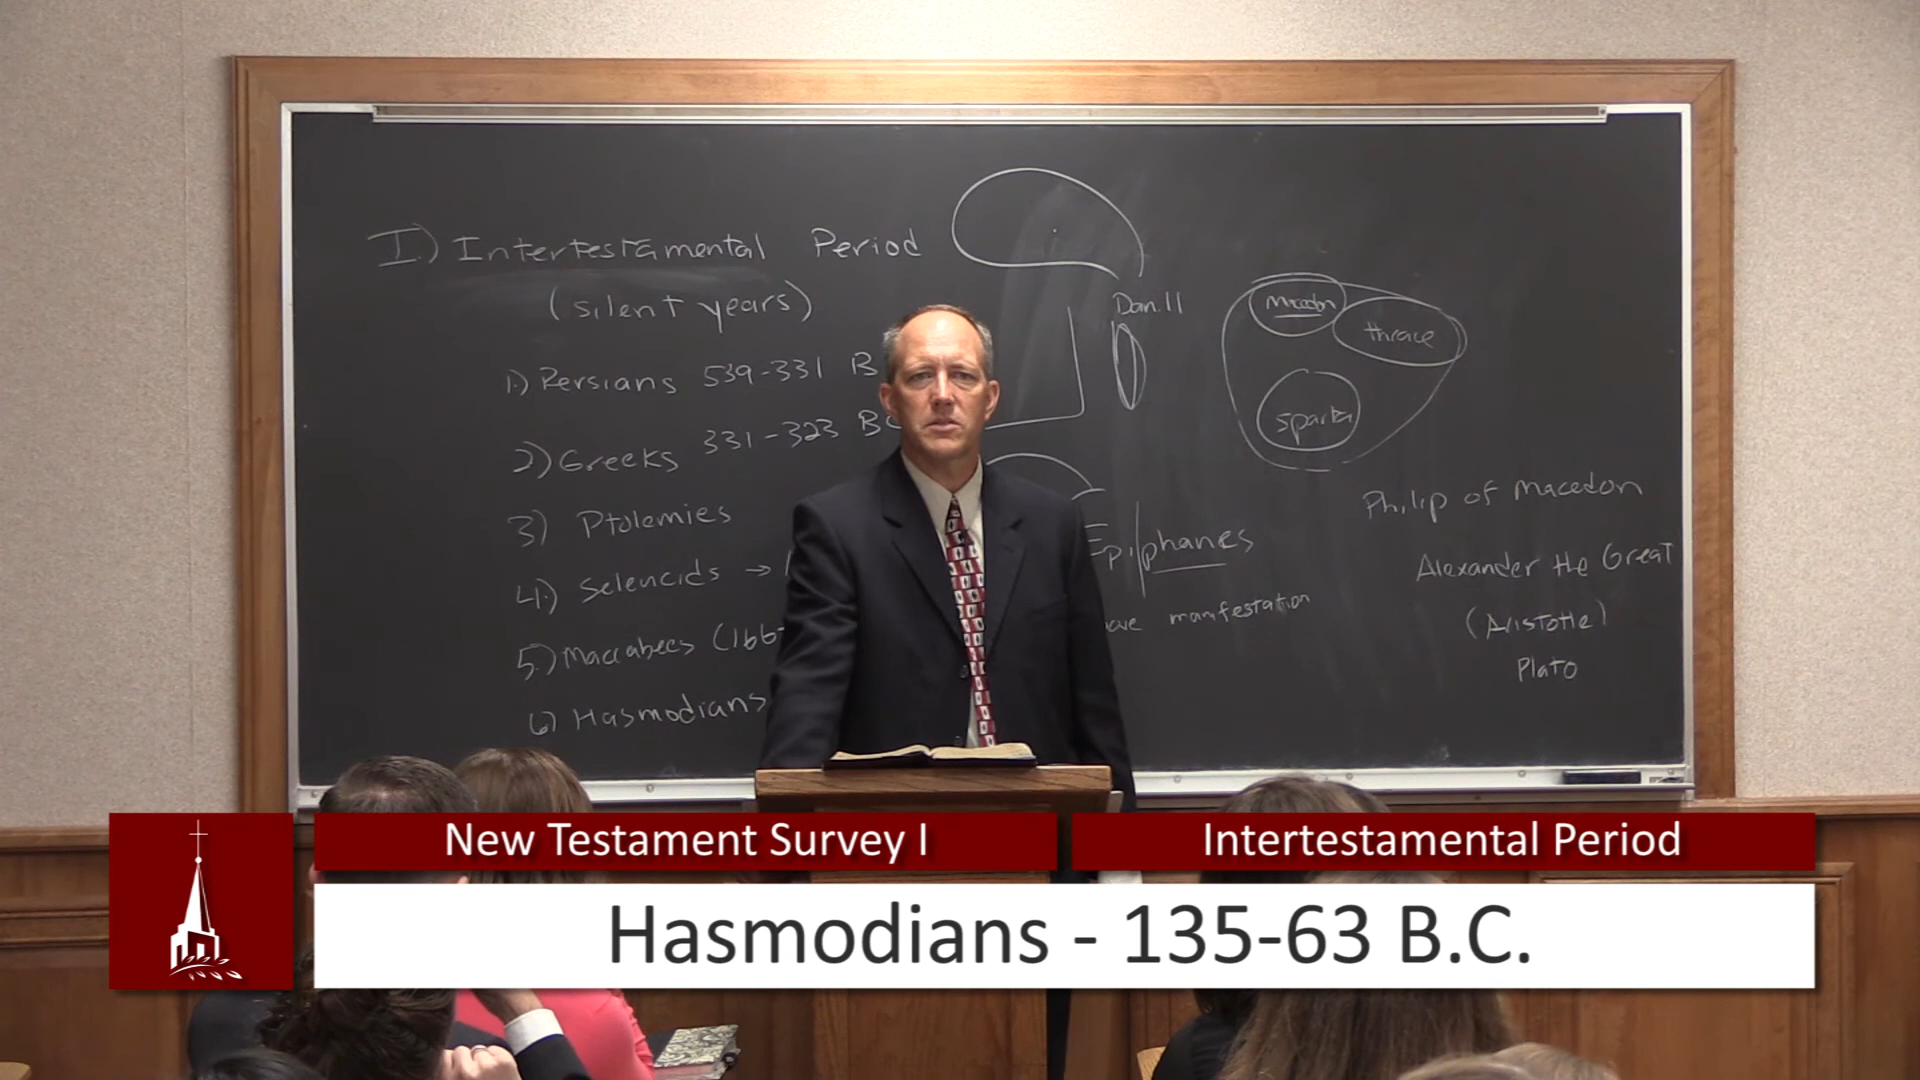 I.) Intertestamental Period
(silent years)
1.) Persians 539-331 B
2) Greeks 331-323 BC
3) Ptolemies
4.) Seleucids →
5.) Maccabees (166-
6) Hasmodians
Dan. 11
Macedon
thrace
sparta
Epiphanes
manifestation
Philip of Macedon
Alexander the Great
(Aristotle)
Plato
New Testament Survey I
Intertestamental Period
Hasmodians - 135-63 B.C.